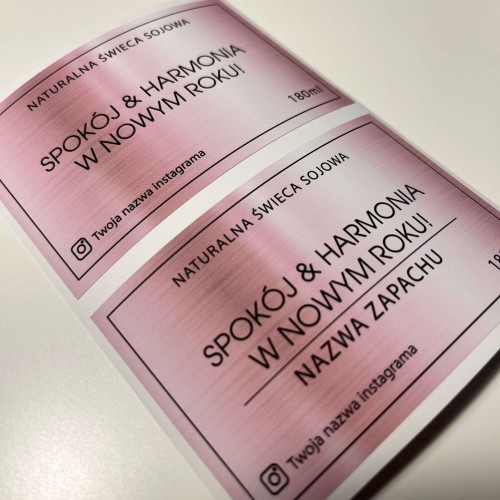 NATURALNA ŚWIECA SOJOWA
SPOKÓJ & HARMONIA
W NOWYM ROKU!
180ml
Twoja nazwa instagrama
NATURALNA ŚWIECA SOJOWA
SPOKÓJ & HARMONIA
W NOWYM ROKU!
NAZWA ZAPACHU
Twoja nazwa instagrama